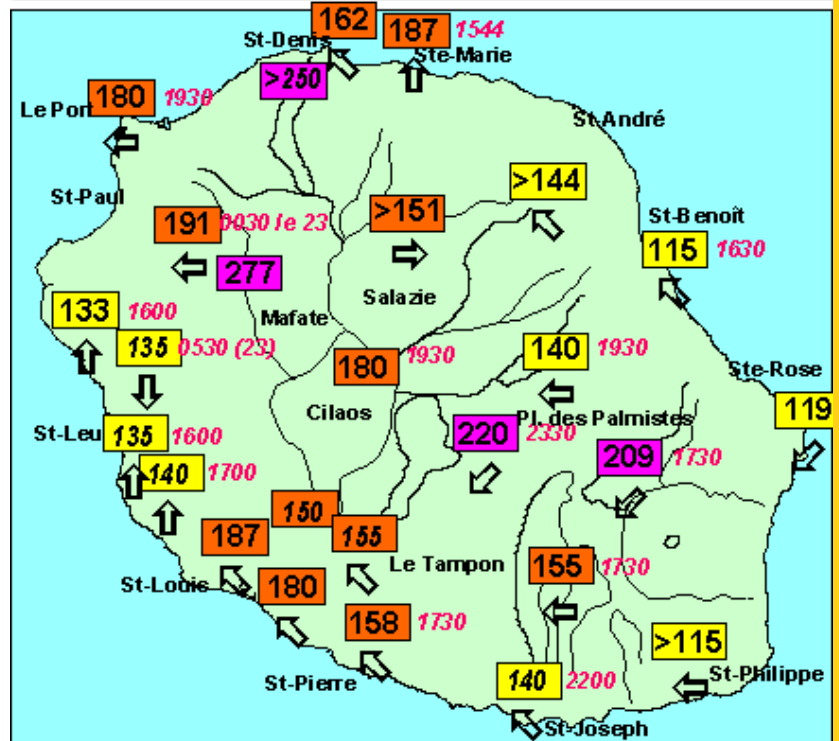 162
187 1544
St-Denis
Ste-Marie
>250
180 1930
Le Port
St-André
St-Paul
>144
191 0030 le 23
>151
St-Benoît
115 1630
277
Salazie
133 1600
Mafate
135 0530 (23)
180 1930
140 1930
Ste-Rose
Cilaos
119
St-Leu
135 1600
220 2330
Pl. des Palmistes
209 1730
140 1700
150
187
155
Le Tampon
155 1730
St-Louis
180
158 1730
>115
St-Pierre
140 2200
St-Philippe
St-Joseph